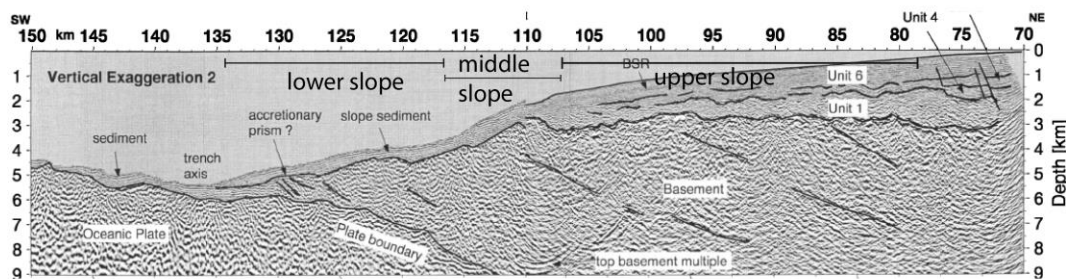 SW
NE
150 km 145 140 135 130 125 120 115 110 105 100 95 90 85 80 75 70
Unit 4
0
1
2
3
4
5
6
7
8
9
Vertical Exaggeration 2
lower slope
middle
slope
BSR
upper slope
Unit 6
Unit 1
accretionary
prism ?
slope sediment
sediment
trench
axis
Basement
Oceanic Plate
Plate boundary
top basement multiple
0
1
2
3
4
5
6
7
8
9
Depth [km]